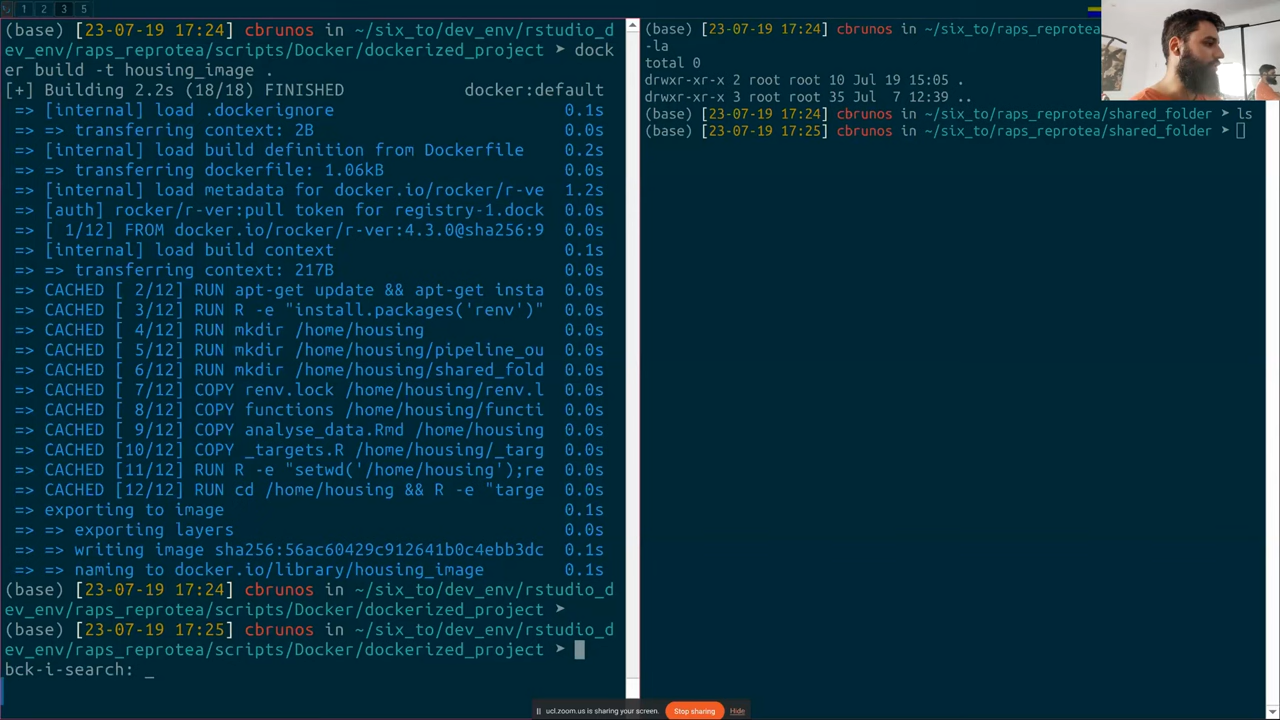 1 2 3 5
(base) [23-07-19 17:24] cbrunos in ~/six_to/dev_env/rstudio_d
ev_env/raps_reprotea/scripts/Docker/dockerized_project ➤ dock
er build -t housing_image .
[+] Building 2.2s (18/18) FINISHED docker:default
=> [internal] load .dockerignore 0.1s
=> => transferring context: 2B 0.0s
=> [internal] load build definition from Dockerfile 0.2s
=> => transferring dockerfile: 1.06kB 0.0s
=> [internal] load metadata for docker.io/rocker/r-ve 1.2s
=> [auth] rocker/r-ver:pull token for registry-1.dock 0.0s
=> [ 1/12] FROM docker.io/rocker/r-ver:4.3.0@sha256:9 0.0s
=> [internal] load build context 0.1s
=> => transferring context: 217B 0.0s
=> CACHED [ 2/12] RUN apt-get update && apt-get insta 0.0s
=> CACHED [ 3/12] RUN R -e "install.packages('renv')" 0.0s
=> CACHED [ 4/12] RUN mkdir /home/housing 0.0s
=> CACHED [ 5/12] RUN mkdir /home/housing/pipeline_ou 0.0s
=> CACHED [ 6/12] RUN mkdir /home/housing/shared_fold 0.0s
=> CACHED [ 7/12] COPY renv.lock /home/housing/renv.l 0.0s
=> CACHED [ 8/12] COPY functions /home/housing/functi 0.0s
=> CACHED [ 9/12] COPY analyse_data.Rmd /home/housing 0.0s
=> CACHED [10/12] COPY _targets.R /home/housing/_targ 0.0s
=> CACHED [11/12] RUN R -e "setwd('/home/housing');re 0.0s
=> CACHED [12/12] RUN cd /home/housing && R -e "targe 0.0s
=> exporting to image 0.1s
=> => exporting layers 0.0s
=> => writing image sha256:56ac60429c912641b0c4ebb3dc 0.1s
=> => naming to docker.io/library/housing_image 0.1s
(base) [23-07-19 17:24] cbrunos in ~/six_to/dev_env/rstudio_d
ev_env/raps_reprotea/scripts/Docker/dockerized_project ➤
(base) [23-07-19 17:25] cbrunos in ~/six_to/dev_env/rstudio_d
ev_env/raps_reprotea/scripts/Docker/dockerized_project ➤
bck-i-search: _
(base) [23-07-19 17:24] cbrunos in ~/six_to/raps_reprotea
-la
total 0
drwxr-xr-x 2 root root 10 Jul 19 15:05 .
drwxr-xr-x 3 root root 35 Jul 7 12:39 ..
(base) [23-07-19 17:24] cbrunos in ~/six_to/raps_reprotea/shared_folder ➤ ls
(base) [23-07-19 17:25] cbrunos in ~/six_to/raps_reprotea/shared_folder ➤
ucl.zoom.us is sharing your screen. Stop sharing Hide